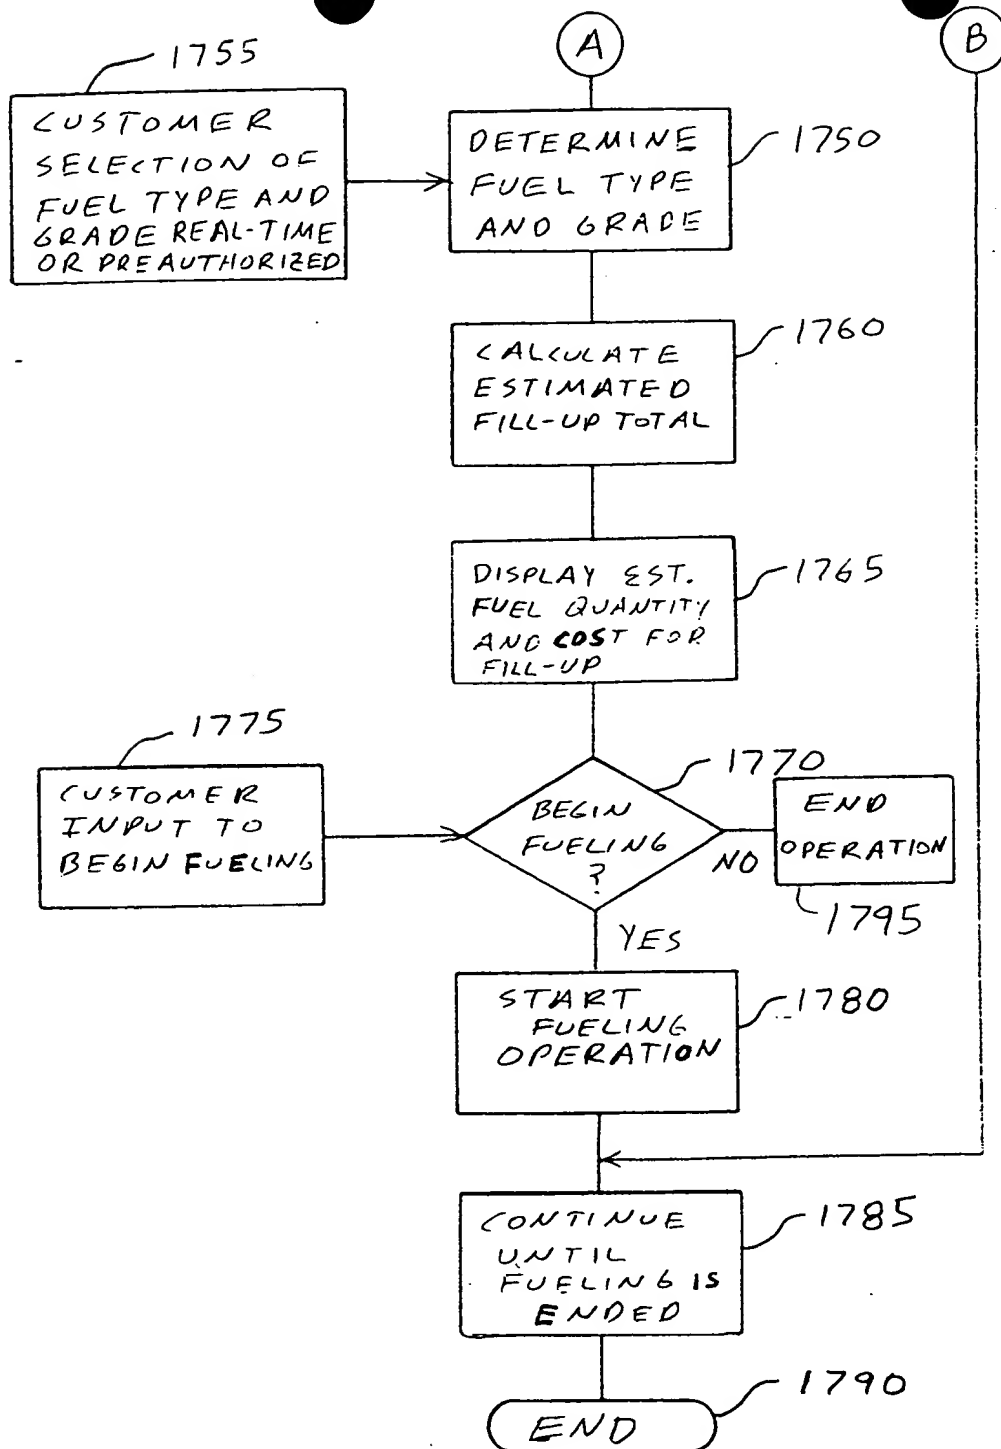 A
B
1755
CUSTOMER
SELECTION OF
FUEL TYPE AND
GRADE REAL-TIME
OR PREAUTHORIZED
DETERMINE
FUEL TYPE
AND GRADE
1750
CALCULATE
ESTIMATED
FILL-UP TOTAL
1760
DISPLAY EST.
FUEL QUANTITY
AND COST FOR
FILL-UP
1765
1775
CUSTOMER
INPUT TO
BEGIN FUELING
1770
BEGIN
FUELING
?
NO
END
OPERATION
1795
YES
START
FUELING
OPERATION
1780
CONTINUE
UNTIL
FUELING IS
ENDED
1785
END
1790